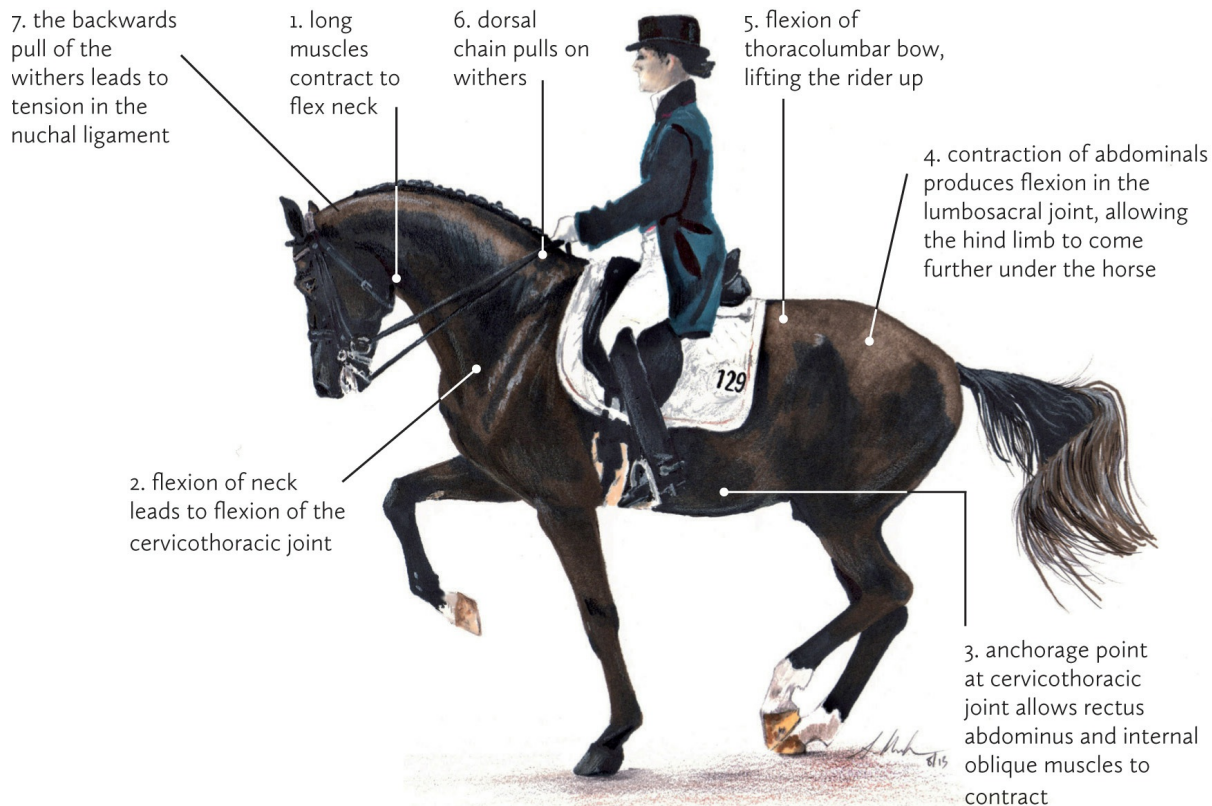 7. the backwards
pull of the
withers leads to
tension in the
nuchal ligament
1. long
muscles
contract to
flex neck
6. dorsal
chain pulls on
withers
5. flexion of
thoracolumbar bow,
lifting the rider up
4. contraction of abdominals
produces flexion in the
lumbosacral joint, allowing
the hind limb to come
further under the horse
129
2. flexion of neck
leads to flexion of the
cervicothoracic joint
3. anchorage point
at cervicothoracic
joint allows rectus
abdominus and internal
oblique muscles to
contract
8/15